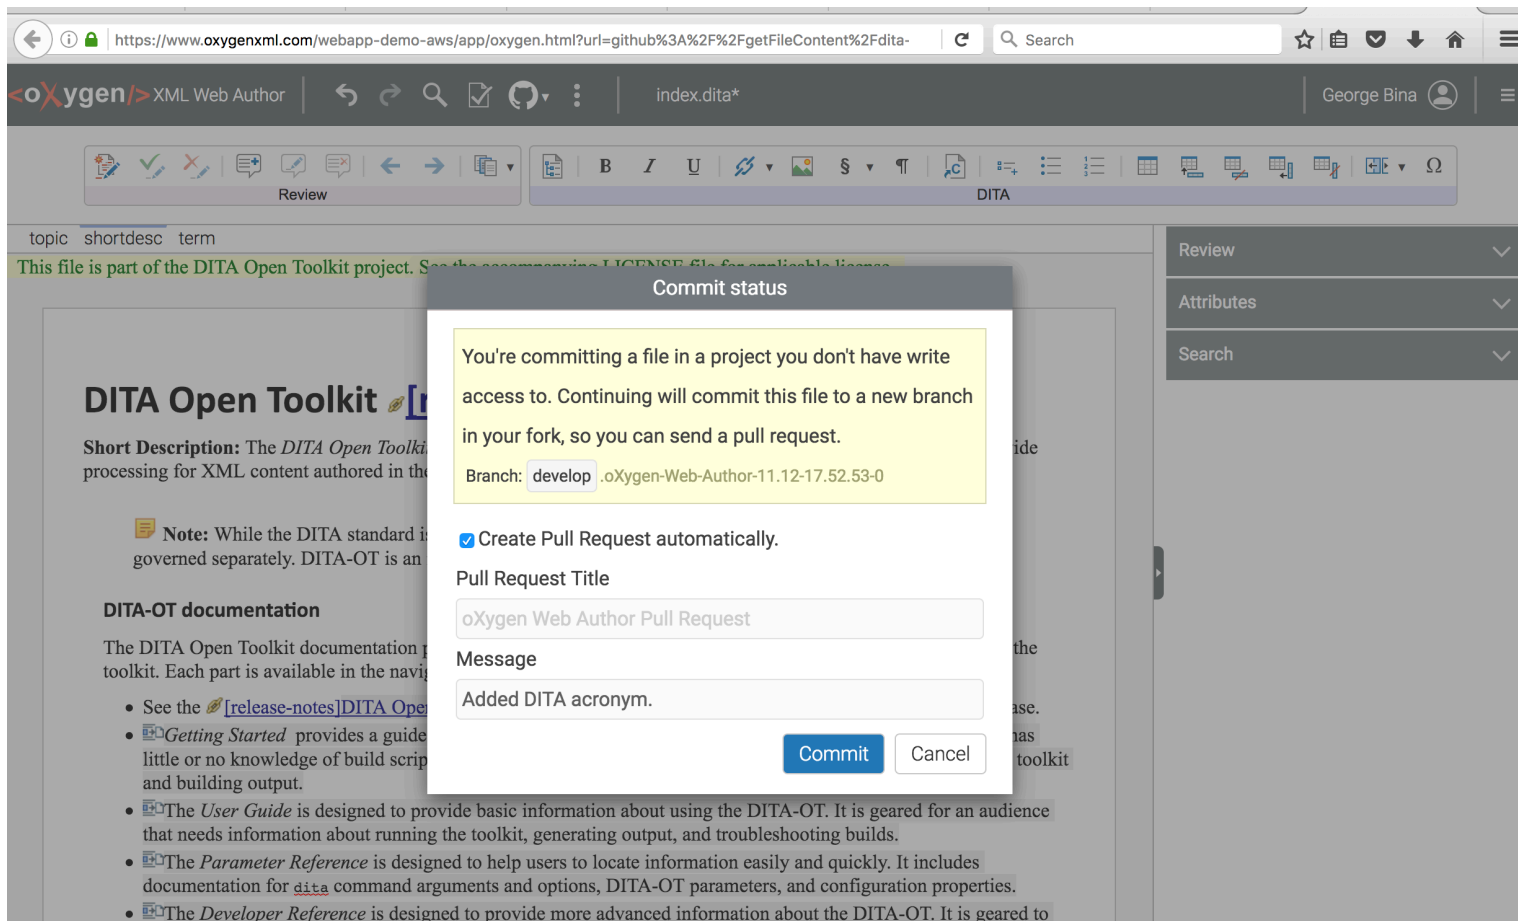 https://www.oxygenxml.com/webapp-demo-aws/app/oxygen.html?url=github%3A%2F%2FgetFileContent%2Fdita-
Search
<oXygen/> XML Web Author
index.dita*
George Bina
B I U § ¶ Ω
Review
DITA
topic shortdesc term
This file is part of the DITA Open Toolkit project. See the accompanying LICENSE file for applicable license.
Review
Attributes
Search
Commit status
You're committing a file in a project you don't have write
access to. Continuing will commit this file to a new branch
in your fork, so you can send a pull request.
Branch: develop .oXygen-Web-Author-11.12-17.52.53-0
Create Pull Request automatically.
Pull Request Title
oXygen Web Author Pull Request
Message
Added DITA acronym.
Commit Cancel
DITA Open Toolkit [r
Short Description: The DITA Open Toolki ide
processing for XML content authored in the
Note: While the DITA standard is
governed separately. DITA-OT is an
DITA-OT documentation
The DITA Open Toolkit documentation p the
toolkit. Each part is available in the navig
• See the [release-notes]DITA Ope ase.
• Getting Started provides a guide has
little or no knowledge of build scrip toolkit
and building output.
• The User Guide is designed to provide basic information about using the DITA-OT. It is geared for an audience
that needs information about running the toolkit, generating output, and troubleshooting builds.
• The Parameter Reference is designed to help users to locate information easily and quickly. It includes
documentation for dita command arguments and options, DITA-OT parameters, and configuration properties.
• The Developer Reference is designed to provide more advanced information about the DITA-OT. It is geared to